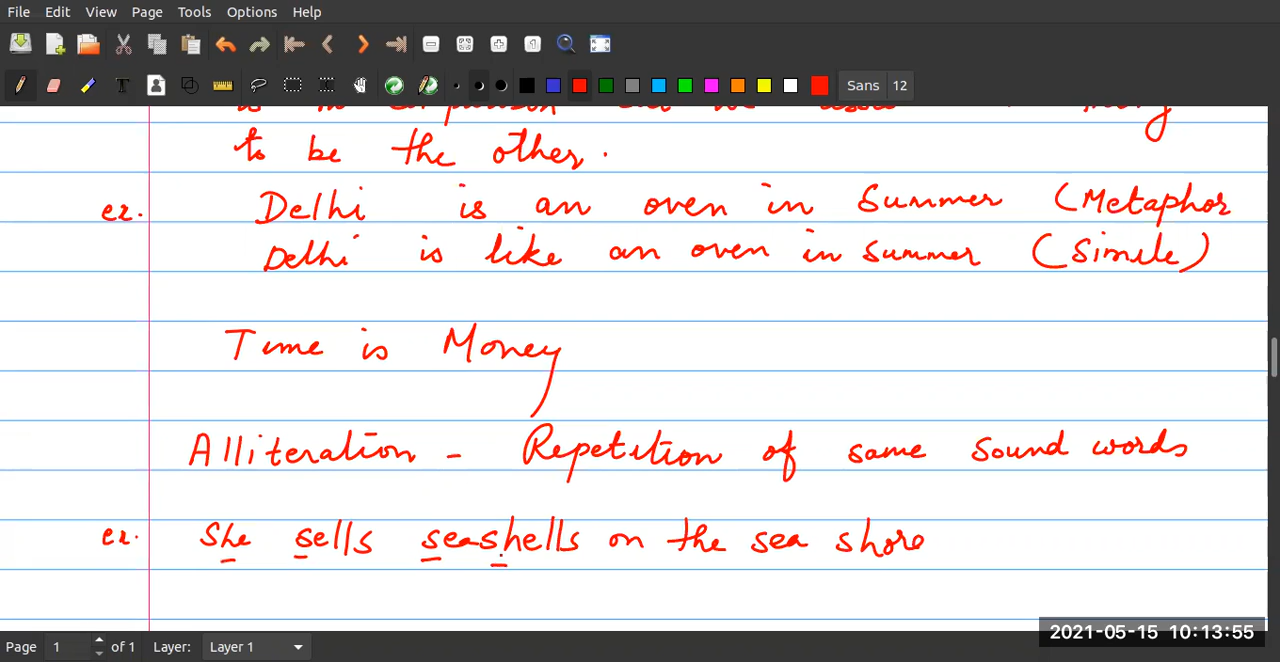 File Edit View Page Tools Options Help
Sans 12
to be the other.
ex. Delhi is an oven in Summer (Metaphor
Delhi is like an oven in summer (Simile)
Time is Money
Alliteration - Repetition of same sound words
ex. She sells seashells on the sea shore
2021-05-15 10:13:55
Page 1 of 1 Layer: Layer 1